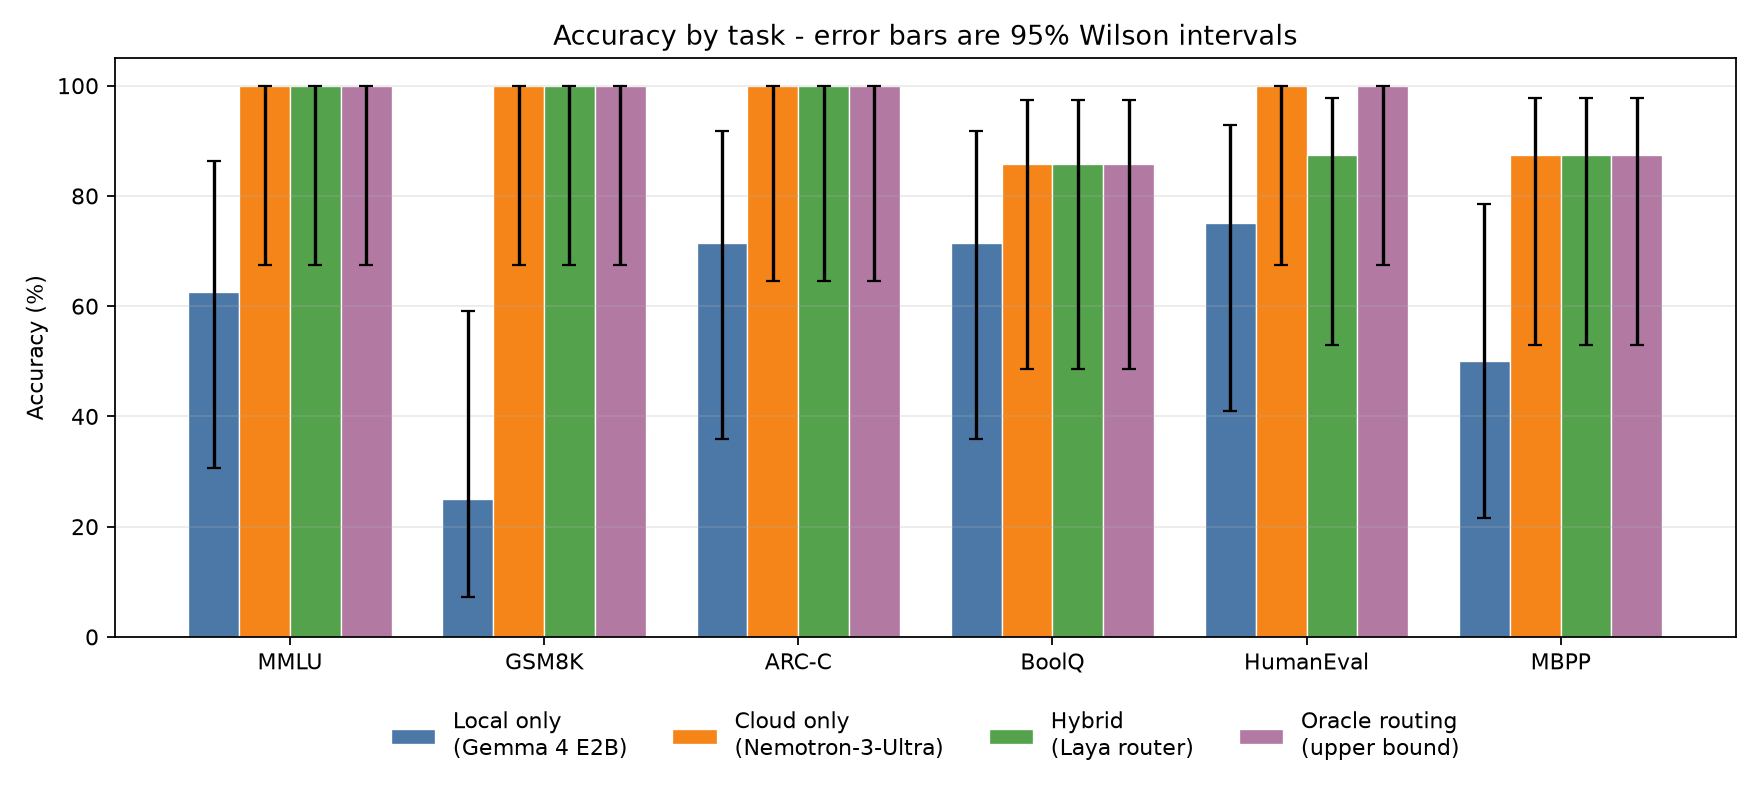 Accuracy by task - error bars are 95% Wilson intervals
Accuracy (%)
100
80
60
40
20
0
MMLU GSM8K ARC-C BoolQ HumanEval MBPP
Local only
(Gemma 4 E2B)
Cloud only
(Nemotron-3-Ultra)
Hybrid
(Laya router)
Oracle routing
(upper bound)